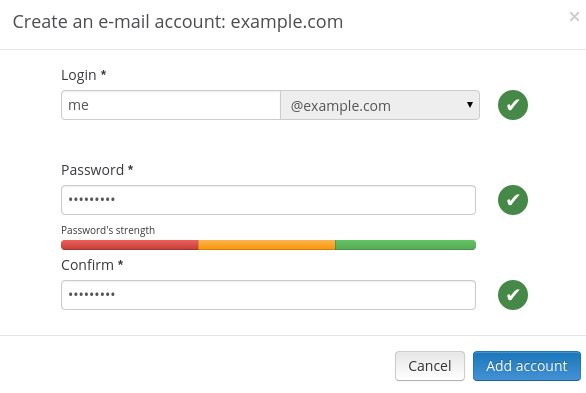 Create an e-mail account: example.com
×
Login *
me
@example.com
Password *
•••••••••
Password's strength
Confirm *
•••••••••
Cancel
Add account